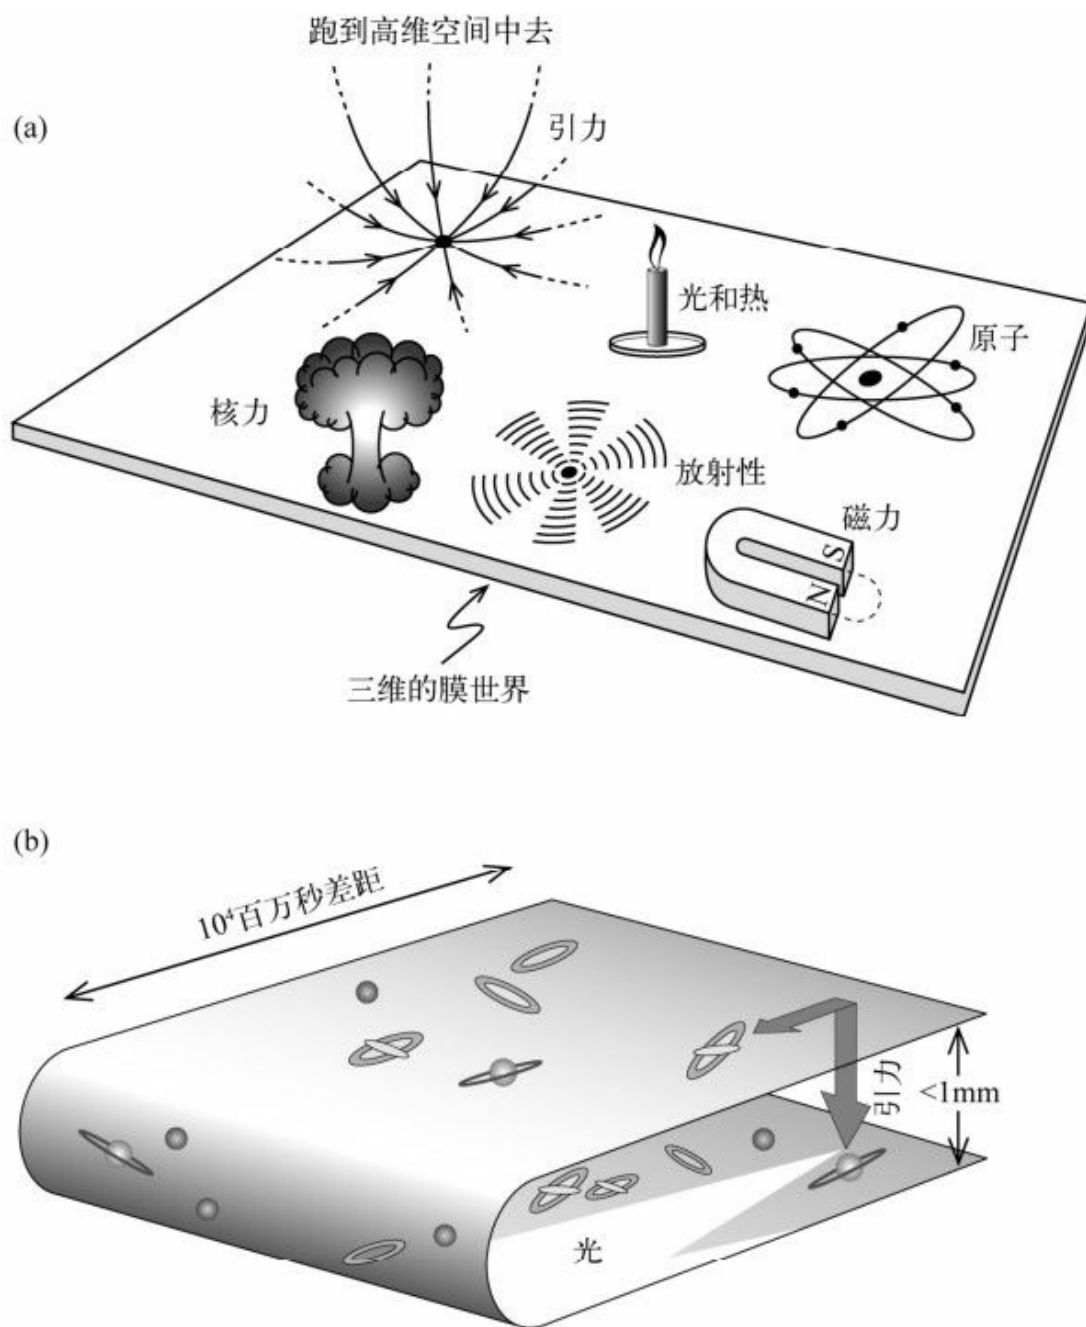 跑到高维空间中去
(a)
引力
光和热
原子
核力
放射性
磁力
S
N
三维的膜世界
(b)
10⁴百万秒差距
引力
<1mm
光